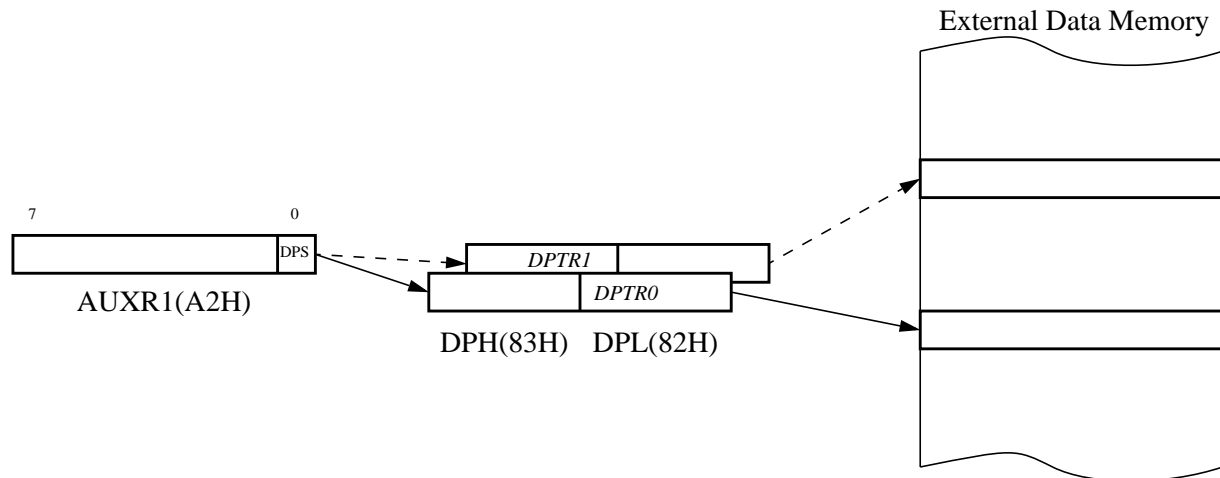 External Data Memory
7 0
DPS
DPTR1
DPTR0
AUXR1(A2H)
DPH(83H) DPL(82H)